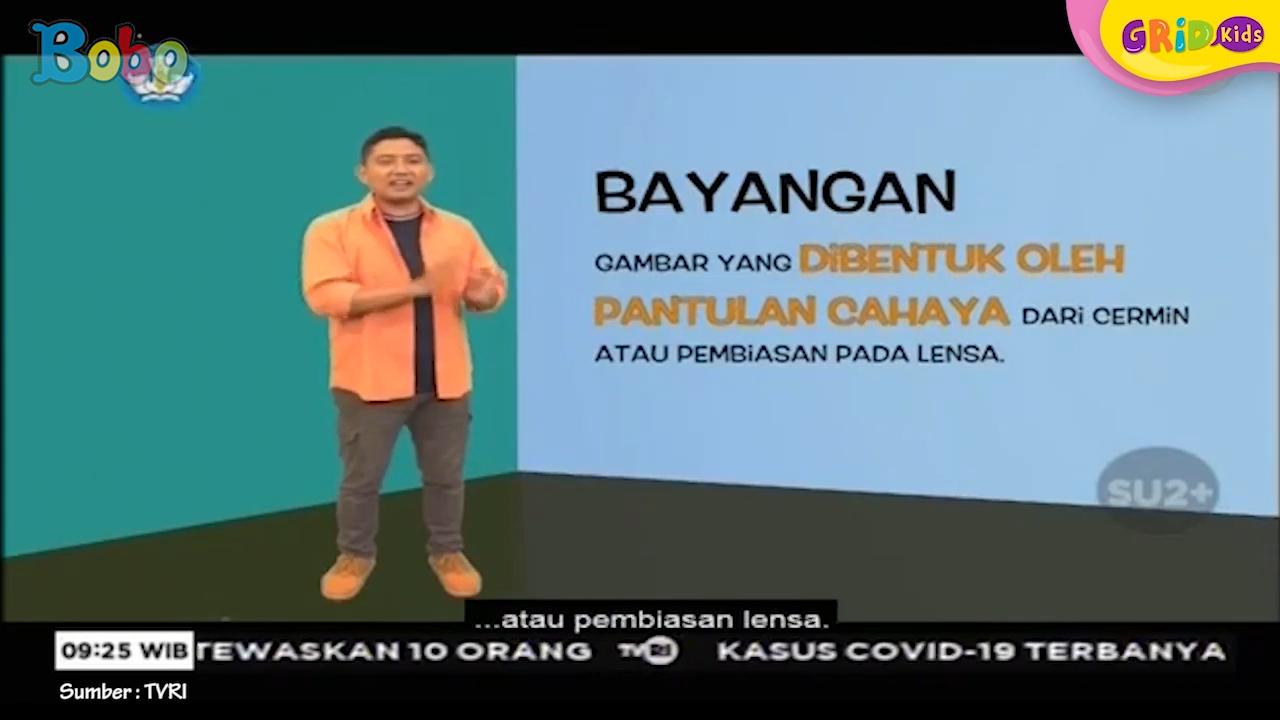 Bobo
GRiD Kids
BAYANGAN
GAMBAR YANG DiBENTUK OLEH
PANTULAN CAHAYA DARi CERMiN
ATAU PEMBiASAN PADA LENSA.
SU2+
...atau pembiasan lensa.
09:25 WIB TEWASKAN 10 ORANG TVRI KASUS COVID-19 TERBANYA
Sumber : TVRI